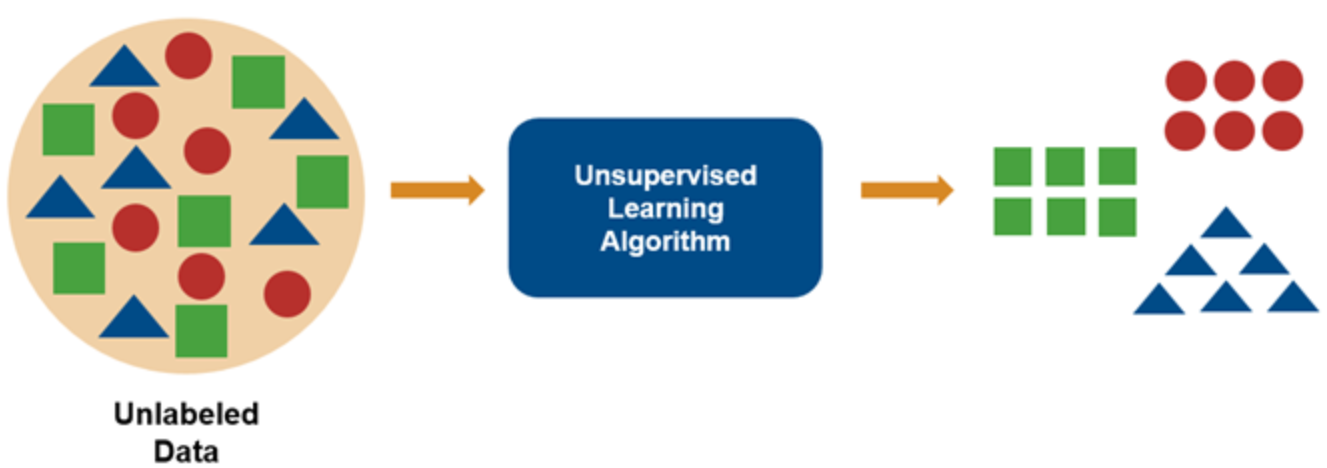 Unsupervised
Learning
Algorithm
Unlabeled
Data